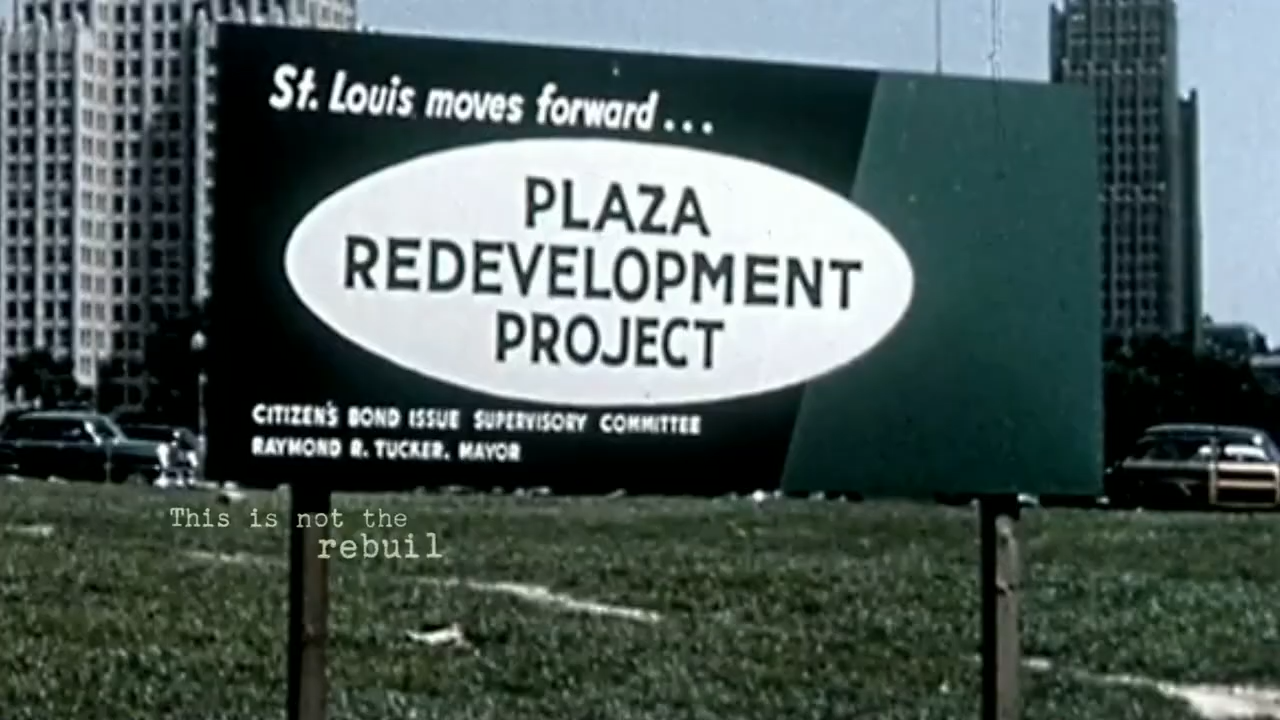 St. Louis moves forward...
PLAZA
REDEVELOPMENT
PROJECT
CITIZEN'S BOND ISSUE SUPERVISORY COMMITTEE
RAYMOND R. TUCKER, MAYOR
This is not the
rebuil